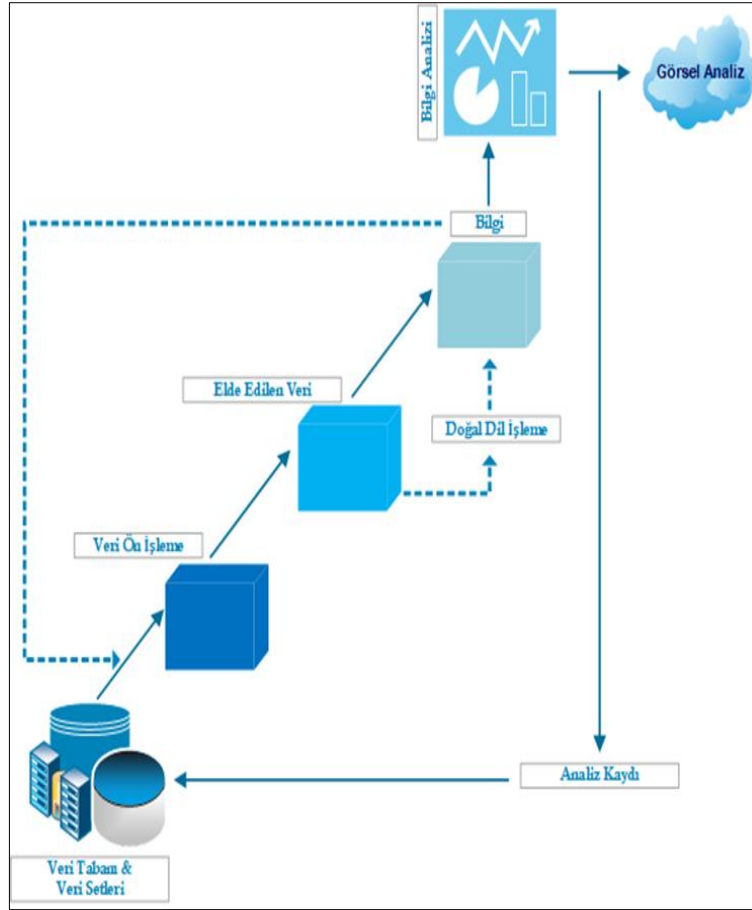 Bilgi Analizi
Görsel Analiz
Bilgi
Elde Edilen Veri
Doğal Dil İşleme
Veri Ön İşleme
Analiz Kaydı
Veri Tabanı &
Veri Setleri